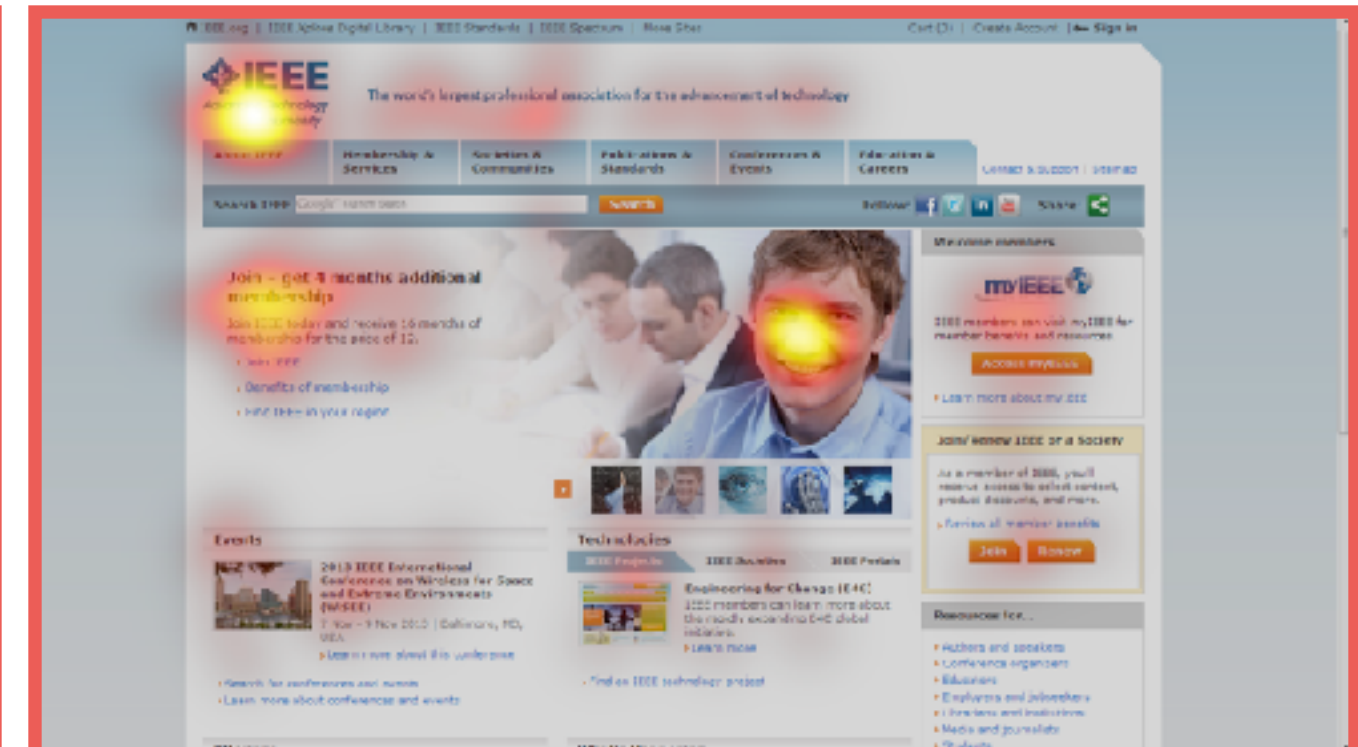 IEEE.org | IEEE Xplore Digital Library | IEEE Standards | IEEE Spectrum | More Sites
Cart (0) | Create Account | Sign In
IEEE
Technology
The world's largest professional association for the advancement of technology
About IEEE
Membership & Services
Societies & Communities
Publications & Standards
Conferences & Events
Education & Careers
Contact & Support | Sitemap
Search IEEE
SEARCH
Follow:
Share
Join – get 4 months additional
membership
Join IEEE today and receive 16 months of
membership for the price of 12.
Join IEEE
Benefits of membership
Find IEEE in your region
Welcome members
myIEEE
IEEE members can visit myIEEE for
member benefits and resources
Access myIEEE
Learn more about myIEEE
Join/Renew IEEE or a Society
As a member of IEEE, you'll
receive access to select content,
product discounts, and more.
Review all member benefits
Join
Renew
Events
2013 IEEE International
Conference on Wireless for Space
and Extreme Environments
(WiSEE)
7 Nov - 9 Nov 2013 | Baltimore, MD,
USA
Learn more about this conference
Search for conferences and events
Learn more about conferences and events
Technologies
IEEE Projects
IEEE Societies
IEEE Portals
Engineering for Change (E4C)
IEEE members can learn more about
the rapidly expanding E4C global
initiative.
Learn more
Find an IEEE technology project
Resources for...
Authors and speakers
Conference organizers
Educators
Employers and jobseekers
Librarians and institutions
Media and journalists
Students